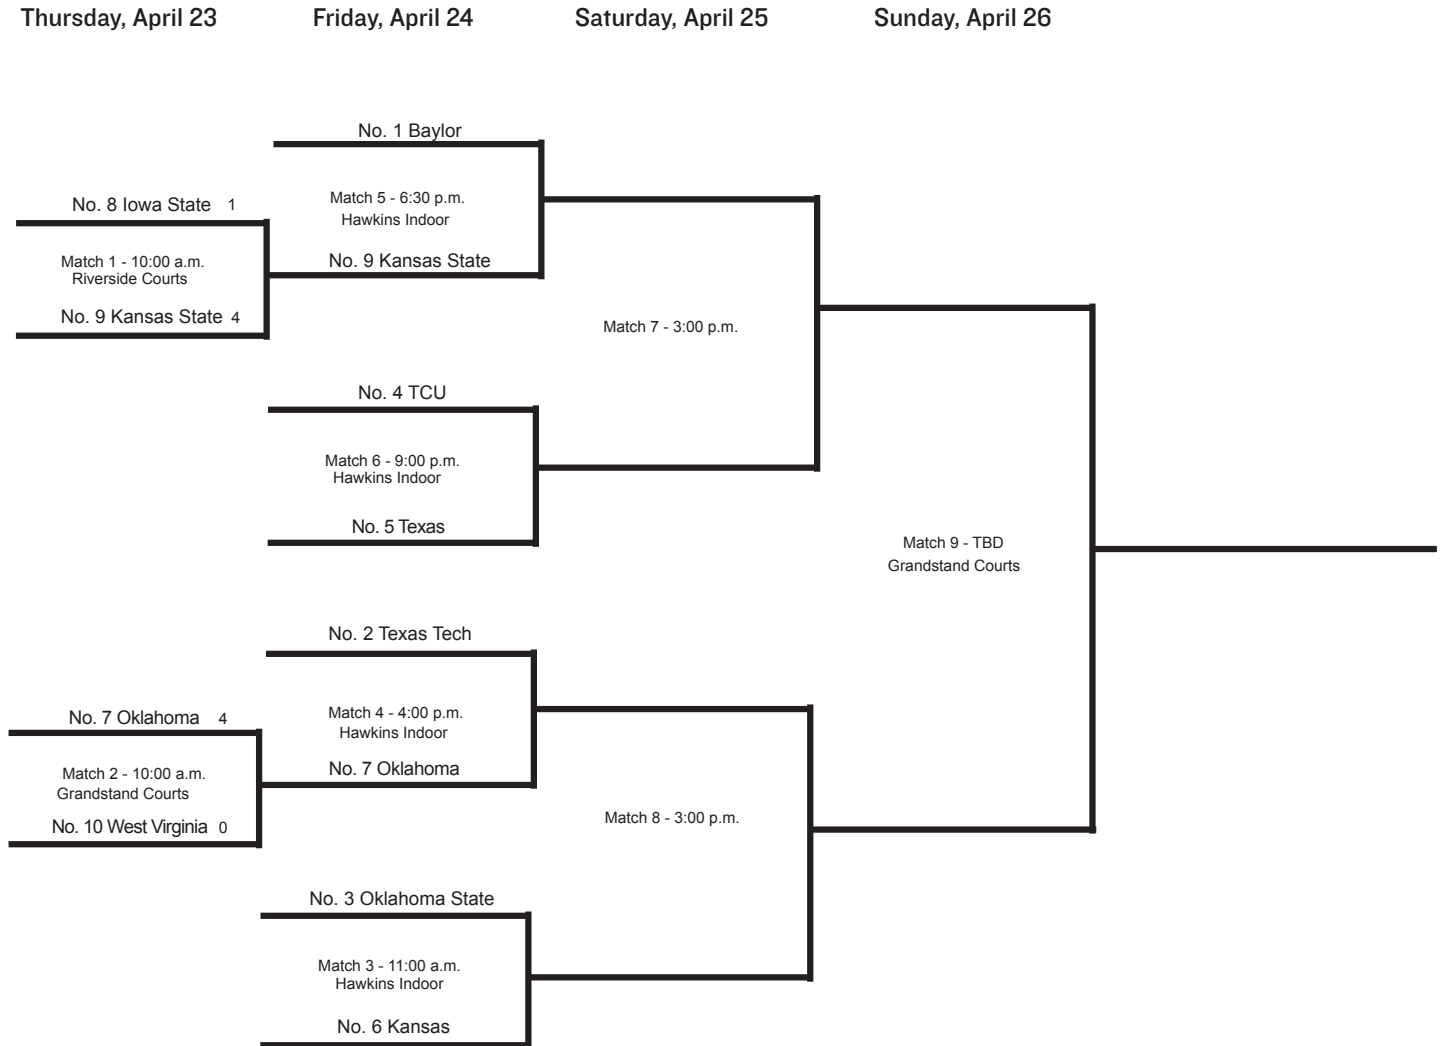 Thursday, April 23
Friday, April 24
Saturday, April 25
Sunday, April 26
No. 8 Iowa State 1
Match 1 - 10:00 a.m.
Riverside Courts
No. 9 Kansas State 4
No. 7 Oklahoma 4
Match 2 - 10:00 a.m.
Grandstand Courts
No. 10 West Virginia 0
No. 1 Baylor
Match 5 - 6:30 p.m.
Hawkins Indoor
No. 9 Kansas State
No. 4 TCU
Match 6 - 9:00 p.m.
Hawkins Indoor
No. 5 Texas
No. 2 Texas Tech
Match 4 - 4:00 p.m.
Hawkins Indoor
No. 7 Oklahoma
No. 3 Oklahoma State
Match 3 - 11:00 a.m.
Hawkins Indoor
No. 6 Kansas
Match 7 - 3:00 p.m.
Match 8 - 3:00 p.m.
Match 9 - TBD
Grandstand Courts